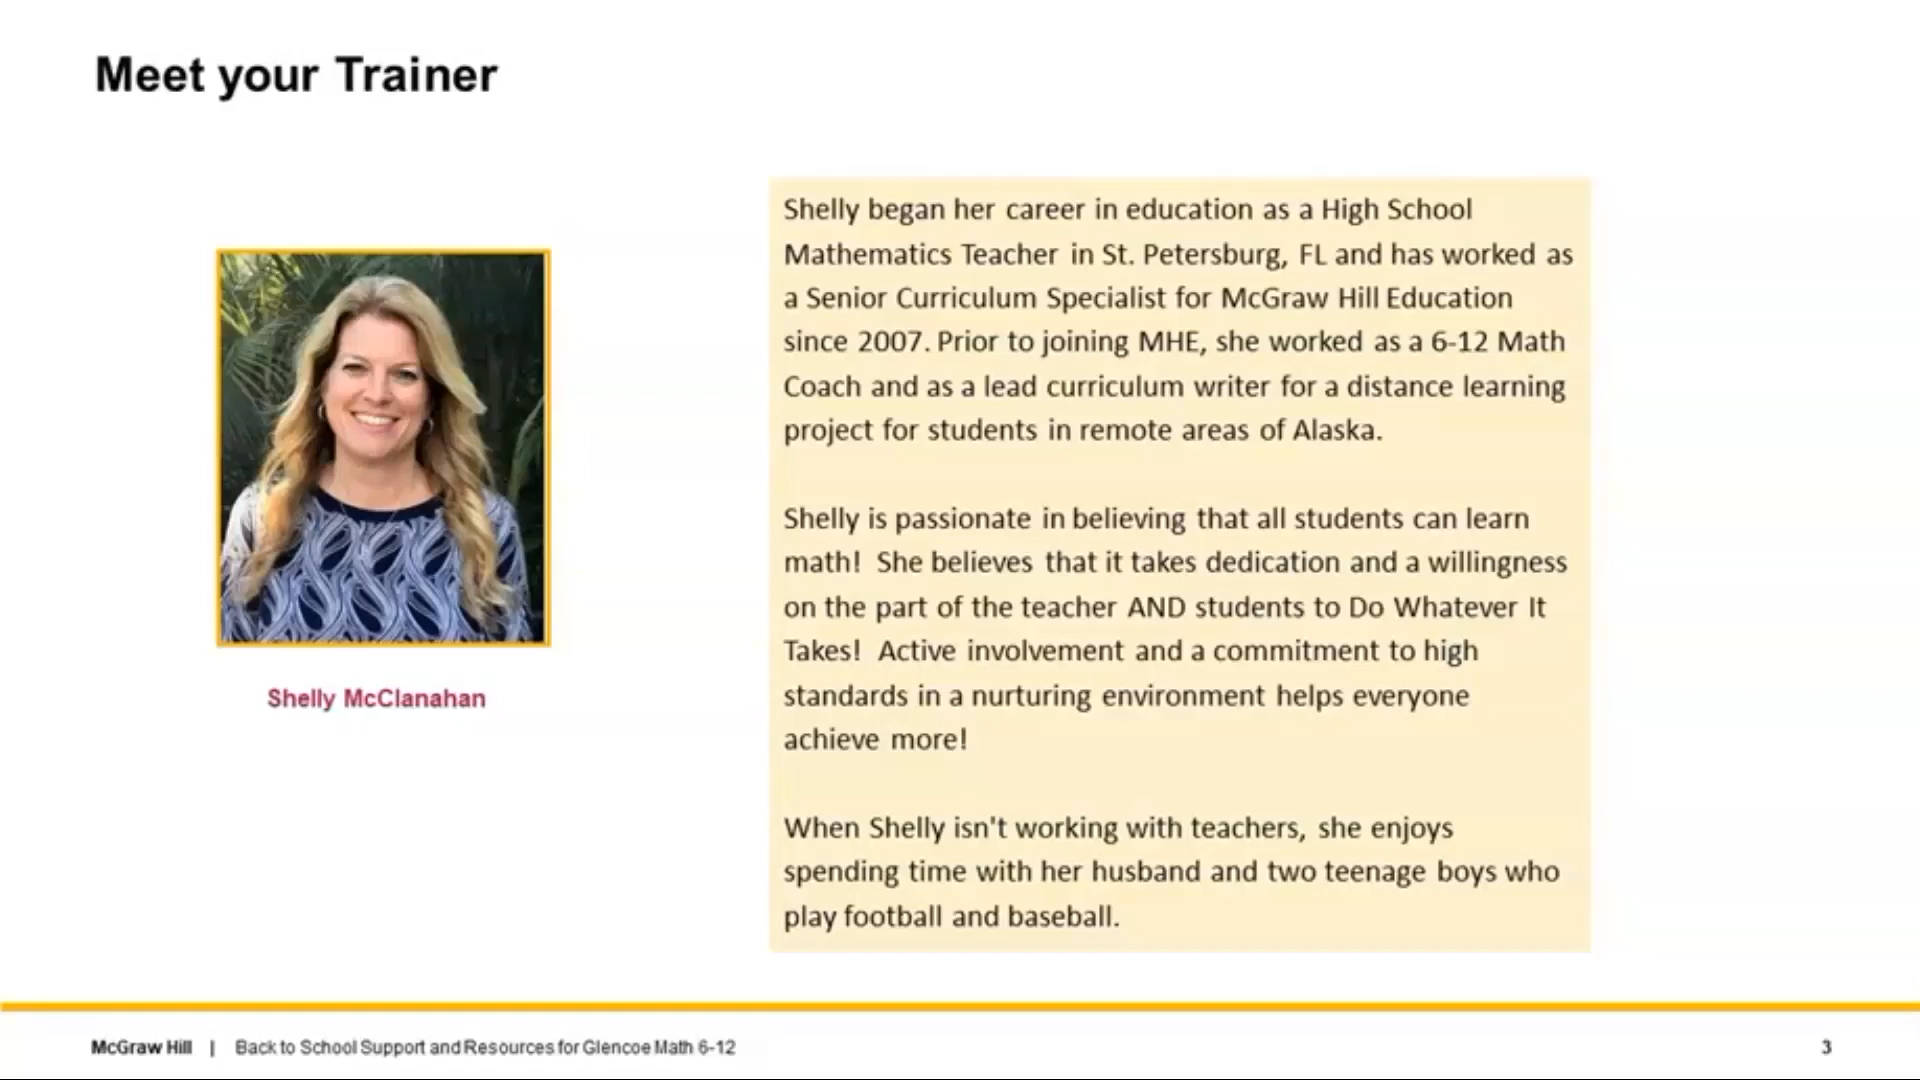 Meet your Trainer
Shelly began her career in education as a High School
Mathematics Teacher in St. Petersburg, FL and has worked as
a Senior Curriculum Specialist for McGraw Hill Education
since 2007. Prior to joining MHE, she worked as a 6-12 Math
Coach and as a lead curriculum writer for a distance learning
project for students in remote areas of Alaska.
Shelly is passionate in believing that all students can learn
math!  She believes that it takes dedication and a willingness
on the part of the teacher AND students to Do Whatever It
Takes!  Active involvement and a commitment to high
standards in a nurturing environment helps everyone
achieve more!
When Shelly isn't working with teachers, she enjoys
spending time with her husband and two teenage boys who
play football and baseball.
Shelly McClanahan
McGraw Hill | Back to School Support and Resources for Glencoe Math 6-12
3